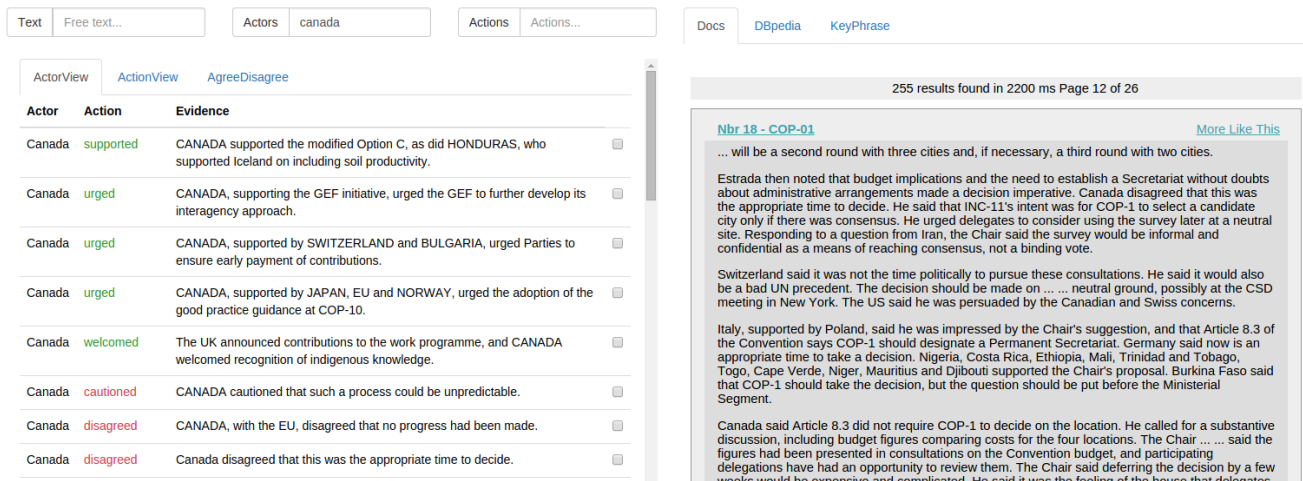 Text Free text... Actors canada Actions Actions...
ActorView ActionView AgreeDisagree
Actor Action Evidence
Canada supported CANADA supported the modified Option C, as did HONDURAS, who
supported Iceland on including soil productivity.
Canada urged CANADA, supporting the GEF initiative, urged the GEF to further develop its
interagency approach.
Canada urged CANADA, supported by SWITZERLAND and BULGARIA, urged Parties to
ensure early payment of contributions.
Canada urged CANADA, supported by JAPAN, EU and NORWAY, urged the adoption of the
good practice guidance at COP-10.
Canada welcomed The UK announced contributions to the work programme, and CANADA
welcomed recognition of indigenous knowledge.
Canada cautioned CANADA cautioned that such a process could be unpredictable.
Canada disagreed CANADA, with the EU, disagreed that no progress had been made.
Canada disagreed Canada disagreed that this was the appropriate time to decide.
Docs DBpedia KeyPhrase
255 results found in 2200 ms Page 12 of 26
Nbr 18 - COP-01 More Like This
... will be a second round with three cities and, if necessary, a third round with two cities.
Estrada then noted that budget implications and the need to establish a Secretariat without doubts
about administrative arrangements made a decision imperative. Canada disagreed that this was
the appropriate time to decide. He said that INC-11's intent was for COP-1 to select a candidate
city only if there was consensus. He urged delegates to consider using the survey later at a neutral
site. Responding to a question from Iran, the Chair said the survey would be informal and
confidential as a means of reaching consensus, not a binding vote.
Switzerland said it was not the time politically to pursue these consultations. He said it would also
be a bad UN precedent. The decision should be made on ... ... neutral ground, possibly at the CSD
meeting in New York. The US said he was persuaded by the Canadian and Swiss concerns.
Italy, supported by Poland, said he was impressed by the Chair's suggestion, and that Article 8.3 of
the Convention says COP-1 should designate a Permanent Secretariat. Germany said now is an
appropriate time to take a decision. Nigeria, Costa Rica, Ethiopia, Mali, Trinidad and Tobago,
Togo, Cape Verde, Niger, Mauritius and Djibouti supported the Chair's proposal. Burkina Faso said
that COP-1 should take the decision, but the question should be put before the Ministerial
Segment.
Canada said Article 8.3 did not require COP-1 to decide on the location. He called for a substantive
discussion, including budget figures comparing costs for the four locations. The Chair ... ... said the
figures had been presented in consultations on the Convention budget, and participating
delegations have had an opportunity to review them. The Chair said deferring the decision by a few
weeks would be expensive and complicated. He said it was the feeling of the house that delegates